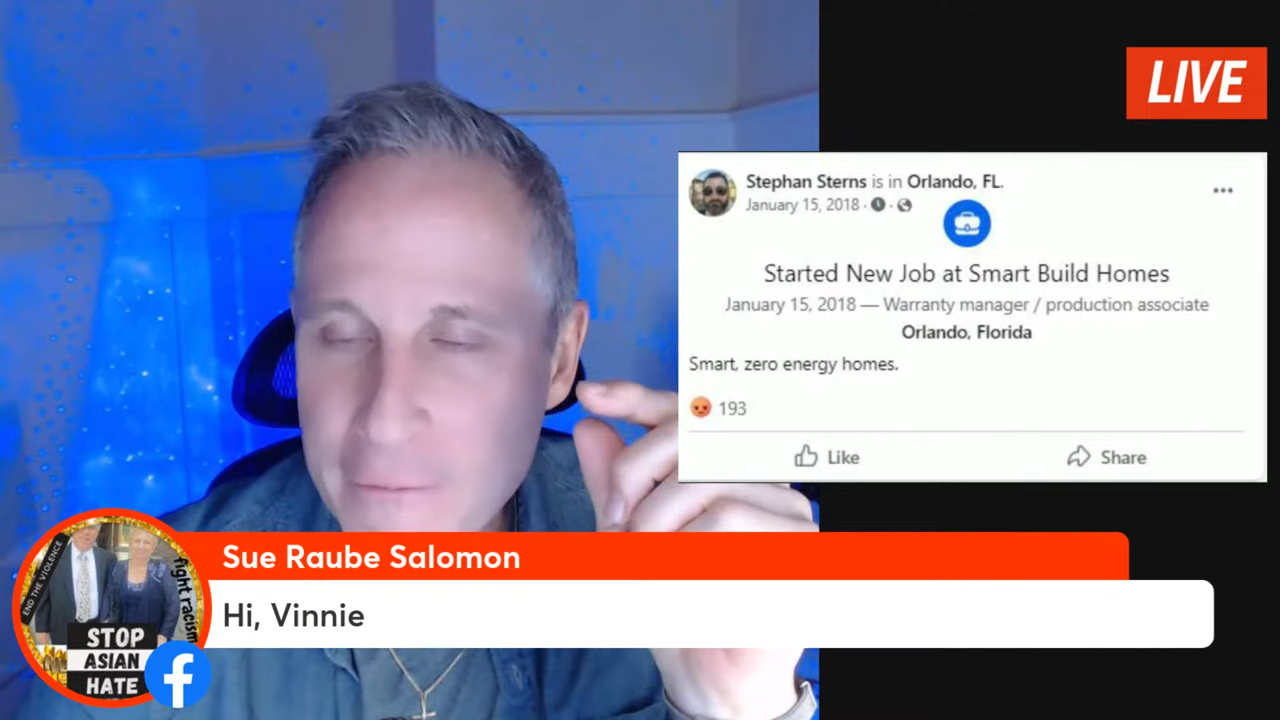 LIVE
Stephan Sterns is in Orlando, FL.
January 15, 2018 · ·
Started New Job at Smart Build Homes
January 15, 2018 — Warranty manager / production associate
Orlando, Florida
Smart, zero energy homes.
193
Like
Share
Sue Raube Salomon
Hi, Vinnie
END THE VIOLENCE
fight racism
STOP
ASIAN
HATE